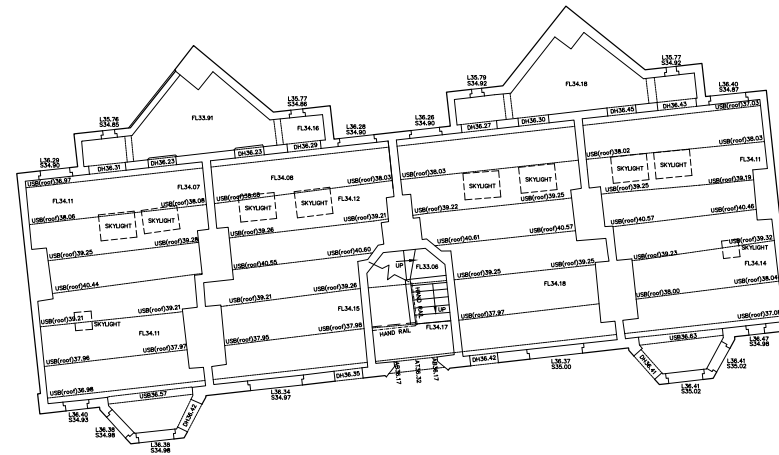 L35.79
S34.92
L35.77
S34.92
FL34.18
L36.40
S34.87
L35.76
S34.85
L35.77
S34.86
FL33.91
FL34.16
L36.28
S34.90
L36.26
S34.90
DH36.27
DH36.30
DH36.45
DH36.43
USB(roof)37.03
L36.29
S34.90
DH36.31
DH36.23
DH36.23
DH36.29
USB(roof)36.97
FL34.07
FL34.11
USB(roof)38.06
USB(roof)38.08
SKYLIGHT
SKYLIGHT
FL34.08
USB(roof)38.03
FL34.12
SKYLIGHT
SKYLIGHT
USB(roof)38.03
SKYLIGHT
SKYLIGHT
USB(roof)38.02
USB(roof)38.03
FL34.11
SKYLIGHT
SKYLIGHT
USB(roof)39.25
USB(roof)39.28
USB(roof)39.26
USB(roof)39.21
USB(roof)39.22
USB(roof)39.25
USB(roof)39.25
USB(roof)39.19
USB(roof)40.44
USB(roof)40.55
USB(roof)40.60
USB(roof)40.61
USB(roof)40.57
USB(roof)40.57
USB(roof)40.46
USB(roof)39.21
SKYLIGHT
USB(roof)39.21
USB(roof)39.21
USB(roof)39.26
UP
FL33.06
HAND RAIL
UP
HAND RAIL
FL34.17
USB(roof)39.25
USB(roof)39.25
FL34.18
USB(roof)39.23
USB(roof)39.32
SKYLIGHT
FL34.14
FL34.11
USB(roof)37.96
USB(roof)37.97
FL34.15
USB(roof)37.95
USB(roof)37.98
USB(roof)37.97
USB(roof)38.00
USB(roof)38.04
USB(roof)36.98
USB36.57
DH36.42
L36.40
S34.93
L36.38
S34.98
L36.38
S34.98
L36.34
S34.97
DH36.35
AB36.17
AT36.32
AB36.17
DH36.42
L36.37
S35.00
DH36.41
USB36.63
L36.41
S35.02
L36.41
S35.02
L36.47
S34.98